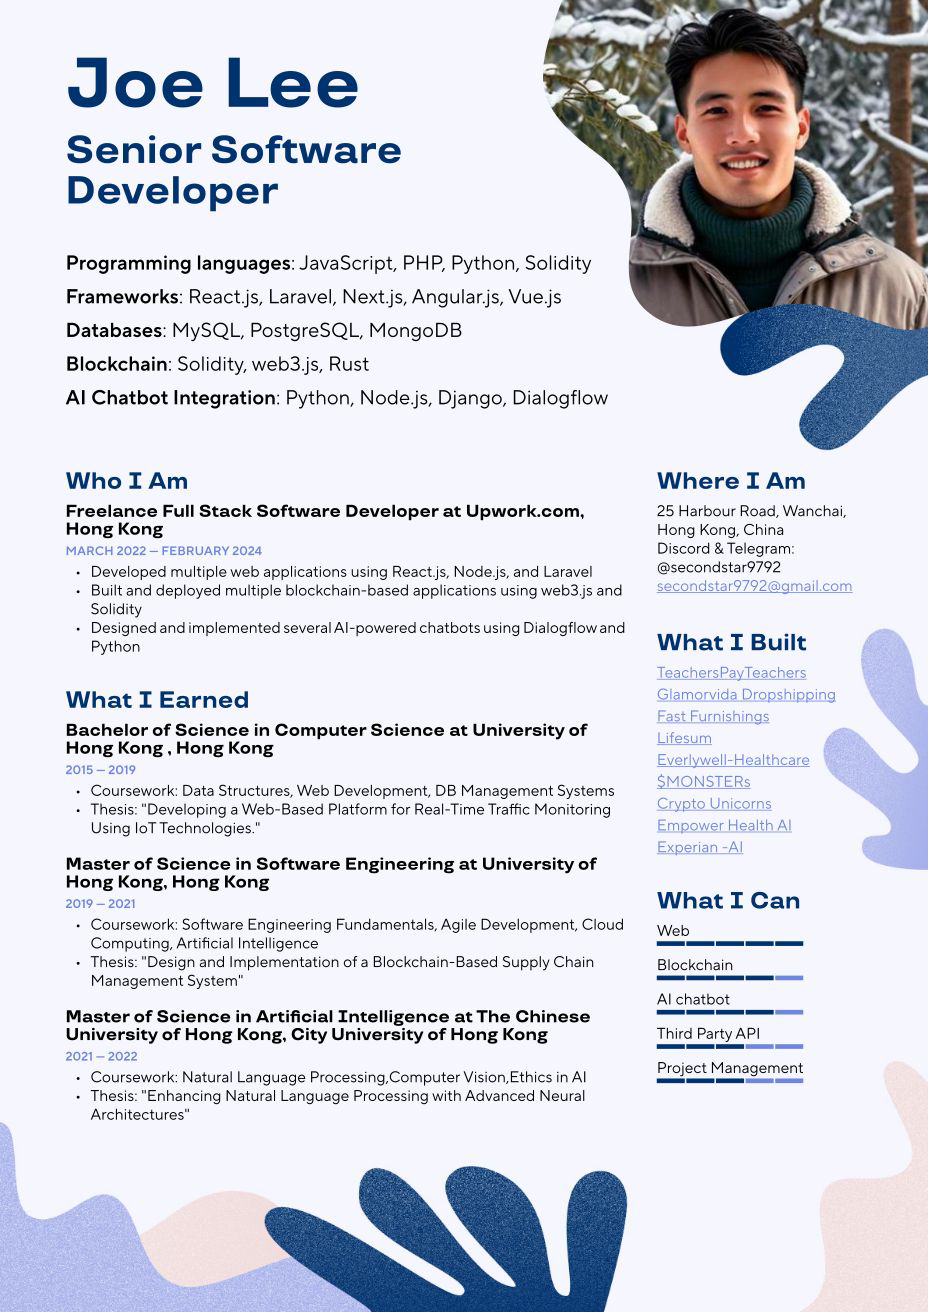 Joe Lee
Senior Software
Developer
Programming languages: JavaScript, PHP, Python, Solidity
Frameworks: React.js, Laravel, Next.js, Angular.js, Vue.js
Databases: MySQL, PostgreSQL, MongoDB
Blockchain: Solidity, web3.js, Rust
AI Chatbot Integration: Python, Node.js, Django, Dialogflow
Who I Am
Freelance Full Stack Software Developer at Upwork.com,
Hong Kong
MARCH 2022 — FEBRUARY 2024
• Developed multiple web applications using React.js, Node.js, and Laravel
• Built and deployed multiple blockchain-based applications using web3.js and
Solidity
• Designed and implemented several AI-powered chatbots using Dialogflow and
Python
What I Earned
Bachelor of Science in Computer Science at University of
Hong Kong , Hong Kong
2015 — 2019
• Coursework: Data Structures, Web Development, DB Management Systems
• Thesis: "Developing a Web-Based Platform for Real-Time Traffic Monitoring
Using IoT Technologies."
Master of Science in Software Engineering at University of
Hong Kong, Hong Kong
2019 — 2021
• Coursework: Software Engineering Fundamentals, Agile Development, Cloud
Computing, Artificial Intelligence
• Thesis: "Design and Implementation of a Blockchain-Based Supply Chain
Management System"
Master of Science in Artificial Intelligence at The Chinese
University of Hong Kong, City University of Hong Kong
2021 — 2022
• Coursework: Natural Language Processing,Computer Vision,Ethics in AI
• Thesis: "Enhancing Natural Language Processing with Advanced Neural
Architectures"
Where I Am
25 Harbour Road, Wanchai,
Hong Kong, China
Discord & Telegram:
@secondstar9792
secondstar9792@gmail.com
What I Built
TeachersPayTeachers
Glamorvida Dropshipping
Fast Furnishings
Lifesum
Everlywell-Healthcare
$MONSTERs
Crypto Unicorns
Empower Health AI
Experian -AI
What I Can
Web
Blockchain
AI chatbot
Third Party API
Project Management